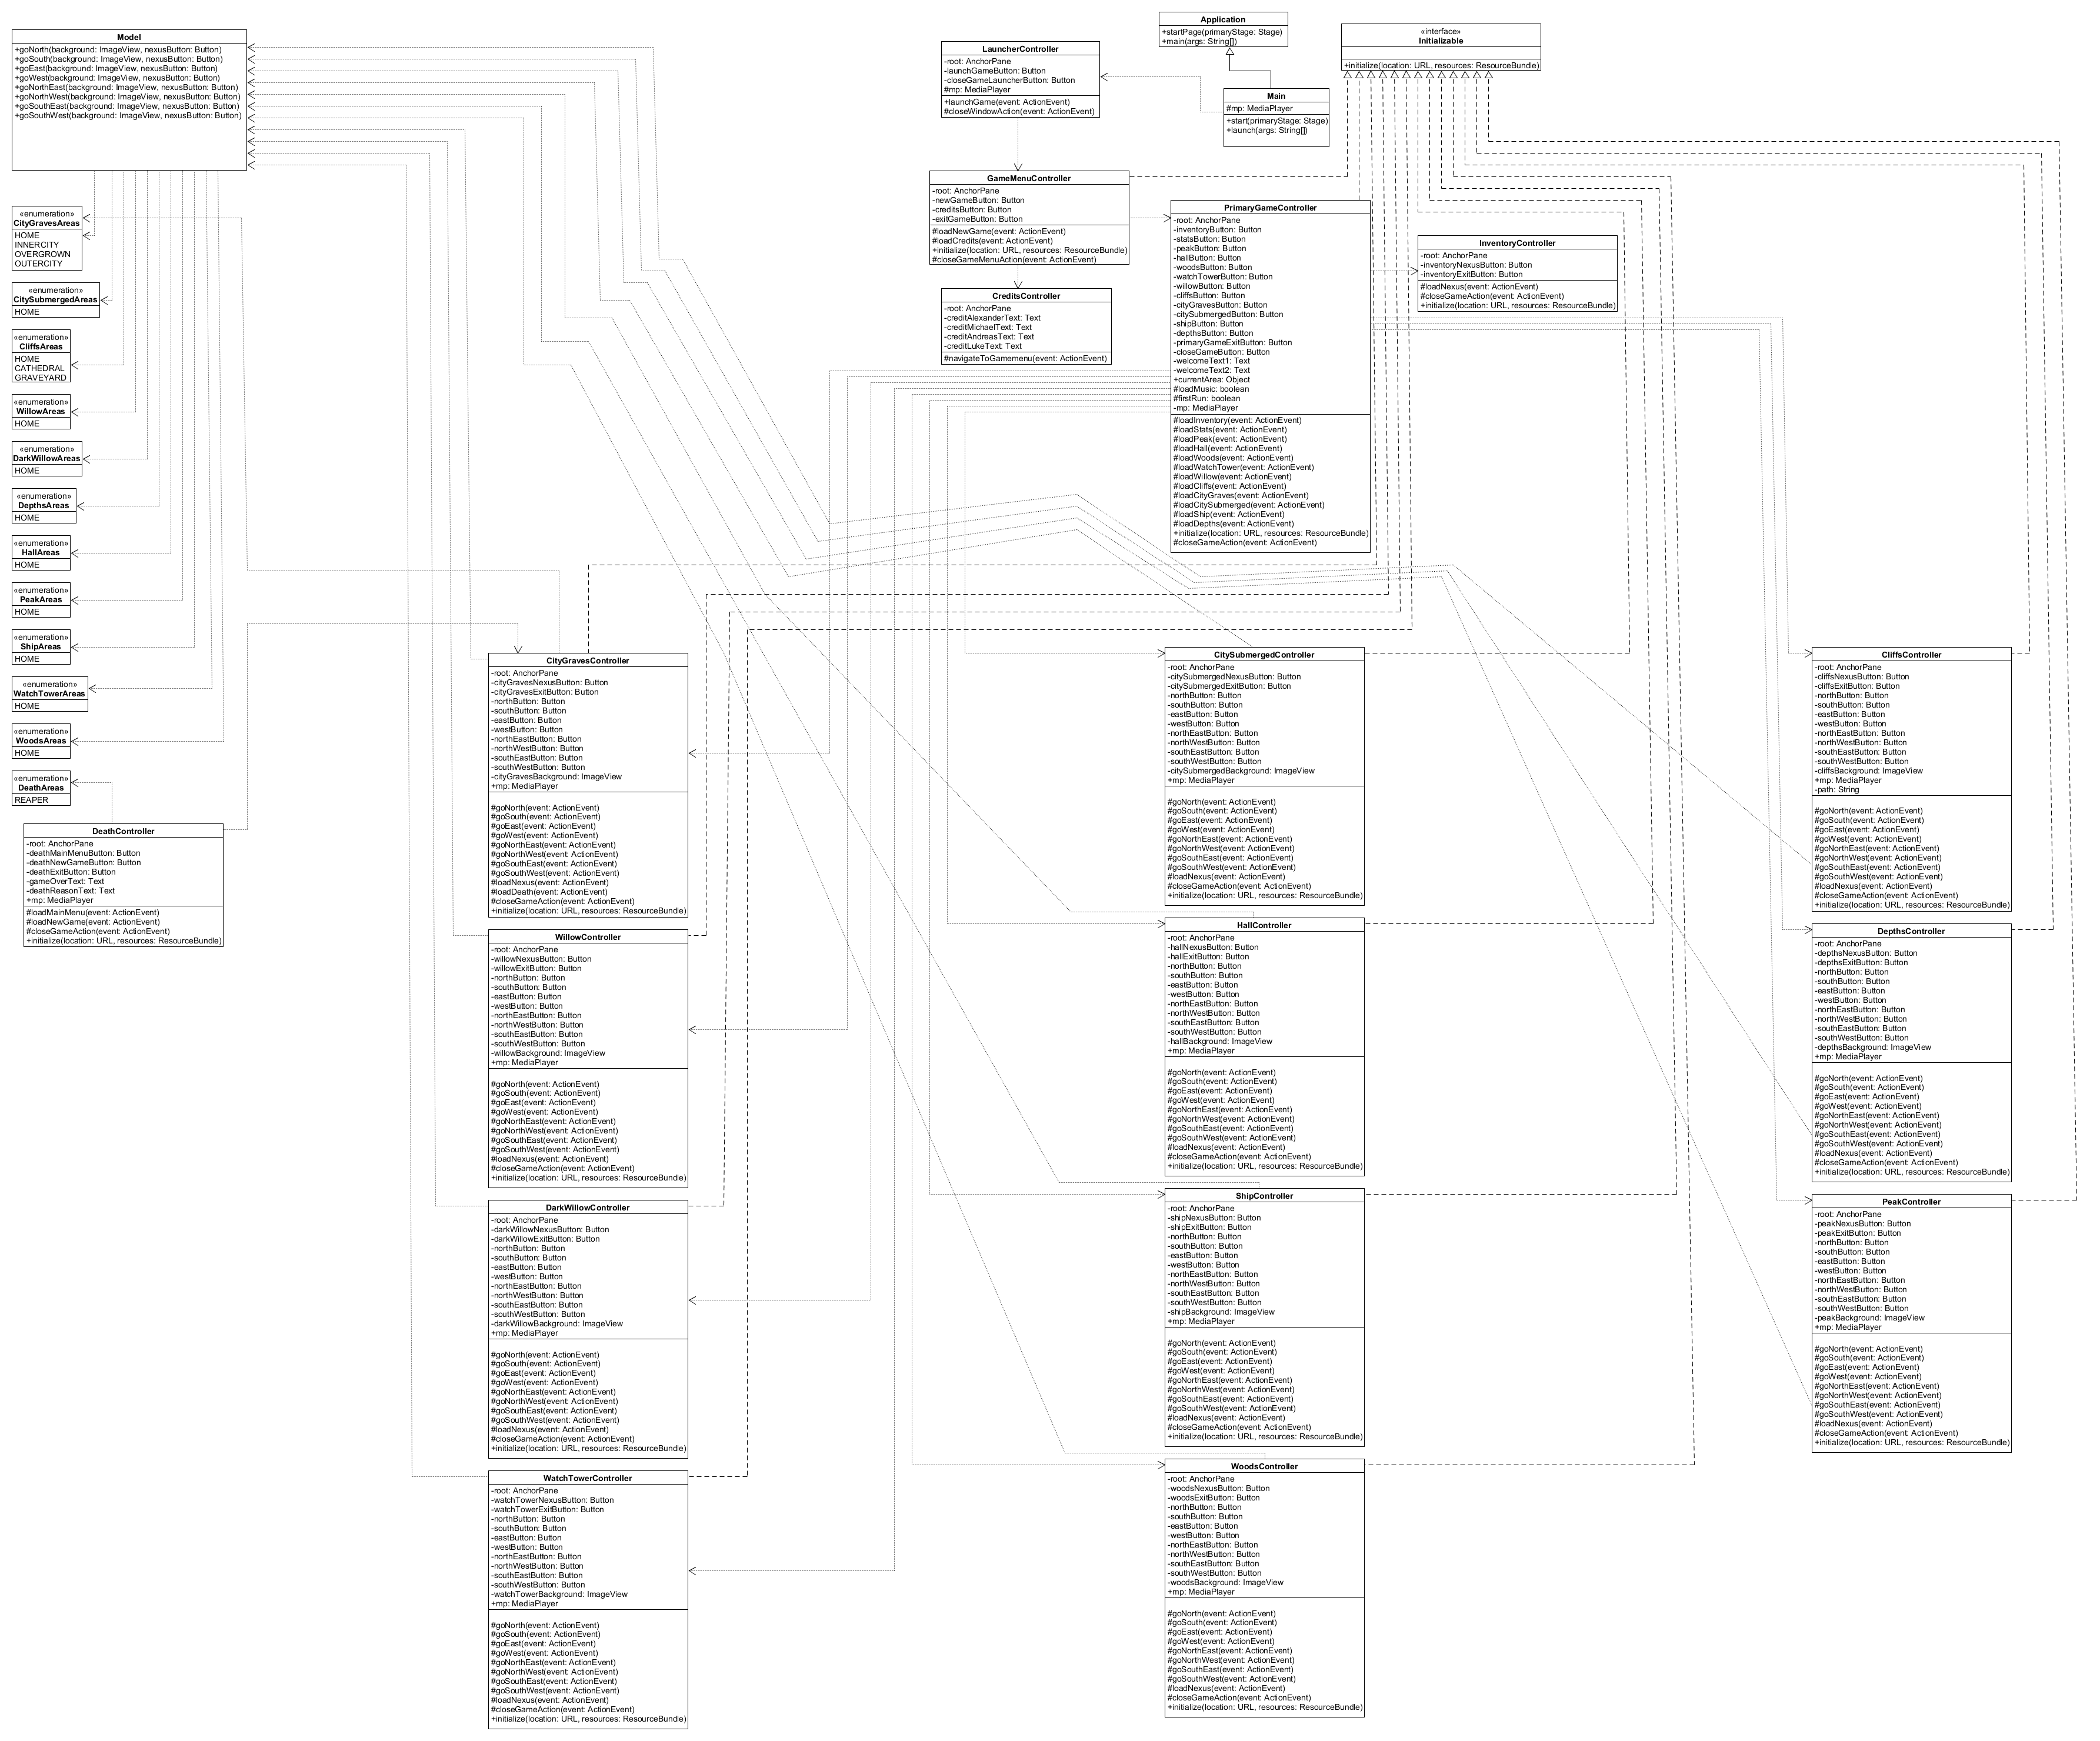 Model
+goNorth(background: ImageView, nexusButton: Button)
+goSouth(background: ImageView, nexusButton: Button)
+goEast(background: ImageView, nexusButton: Button)
+goWest(background: ImageView, nexusButton: Button)
+goNorthEast(background: ImageView, nexusButton: Button)
+goNorthWest(background: ImageView, nexusButton: Button)
+goSouthEast(background: ImageView, nexusButton: Button)
+goSouthWest(background: ImageView, nexusButton: Button)
«enumeration»
CityGravesAreas
HOME
INNERCITY
OVERGROWN
OUTERCITY
«enumeration»
CitySubmergedAreas
HOME
«enumeration»
CliffsAreas
HOME
CATHEDRAL
GRAVEYARD
«enumeration»
WillowAreas
HOME
«enumeration»
DarkWillowAreas
HOME
«enumeration»
DepthsAreas
HOME
«enumeration»
HallAreas
HOME
«enumeration»
PeakAreas
HOME
«enumeration»
ShipAreas
HOME
«enumeration»
WatchTowerAreas
HOME
«enumeration»
WoodsAreas
HOME
«enumeration»
DeathAreas
REAPER
DeathController
-root: AnchorPane
-deathMainMenuButton: Button
-deathNewGameButton: Button
-deathExitButton: Button
-gameOverText: Text
-deathReasonText: Text
+mp: MediaPlayer
#loadMainMenu(event: ActionEvent)
#loadNewGame(event: ActionEvent)
#closeGameAction(event: ActionEvent)
+initialize(location: URL, resources: ResourceBundle)
LauncherController
-root: AnchorPane
-launchGameButton: Button
-closeGameLauncherButton: Button
#mp: MediaPlayer
+launchGame(event: ActionEvent)
#closeWindowAction(event: ActionEvent)
Application
+startPage(primaryStage: Stage)
+main(args: String[])
Main
#mp: MediaPlayer
+start(primaryStage: Stage)
+launch(args: String[])
«interface»
Initializable
+initialize(location: URL, resources: ResourceBundle)
GameMenuController
-root: AnchorPane
-newGameButton: Button
-creditsButton: Button
-exitGameButton: Button
#loadNewGame(event: ActionEvent)
#loadCredits(event: ActionEvent)
+initialize(location: URL, resources: ResourceBundle)
#closeGameMenuAction(event: ActionEvent)
CreditsController
-root: AnchorPane
-creditAlexanderText: Text
-creditMichaelText: Text
-creditAndreasText: Text
-creditLukeText: Text
#navigateToGamemenu(event: ActionEvent)
PrimaryGameController
-root: AnchorPane
-inventoryButton: Button
-statsButton: Button
-peakButton: Button
-hallButton: Button
-woodsButton: Button
-watchTowerButton: Button
-willowButton: Button
-cliffsButton: Button
-cityGravesButton: Button
-citySubmergedButton: Button
-shipButton: Button
-depthsButton: Button
-primaryGameExitButton: Button
-closeGameButton: Button
-welcomeText1: Text
-welcomeText2: Text
+currentArea: Object
#loadMusic: boolean
#firstRun: boolean
-mp: MediaPlayer
#loadInventory(event: ActionEvent)
#loadStats(event: ActionEvent)
#loadPeak(event: ActionEvent)
#loadHall(event: ActionEvent)
#loadWoods(event: ActionEvent)
#loadWatchTower(event: ActionEvent)
#loadWillow(event: ActionEvent)
#loadCliffs(event: ActionEvent)
#loadCityGraves(event: ActionEvent)
#loadCitySubmerged(event: ActionEvent)
#loadShip(event: ActionEvent)
#loadDepths(event: ActionEvent)
+initialize(location: URL, resources: ResourceBundle)
#closeGameAction(event: ActionEvent)
InventoryController
-root: AnchorPane
-inventoryNexusButton: Button
-inventoryExitButton: Button
#loadNexus(event: ActionEvent)
#closeGameAction(event: ActionEvent)
+initialize(location: URL, resources: ResourceBundle)
CityGravesController
-root: AnchorPane
-cityGravesNexusButton: Button
-cityGravesExitButton: Button
-northButton: Button
-southButton: Button
-eastButton: Button
-westButton: Button
-northEastButton: Button
-northWestButton: Button
-southEastButton: Button
-southWestButton: Button
-cityGravesBackground: ImageView
+mp: MediaPlayer
#goNorth(event: ActionEvent)
#goSouth(event: ActionEvent)
#goEast(event: ActionEvent)
#goWest(event: ActionEvent)
#goNorthEast(event: ActionEvent)
#goNorthWest(event: ActionEvent)
#goSouthEast(event: ActionEvent)
#goSouthWest(event: ActionEvent)
#loadNexus(event: ActionEvent)
#loadDeath(event: ActionEvent)
#closeGameAction(event: ActionEvent)
+initialize(location: URL, resources: ResourceBundle)
WillowController
-root: AnchorPane
-willowNexusButton: Button
-willowExitButton: Button
-northButton: Button
-southButton: Button
-eastButton: Button
-westButton: Button
-northEastButton: Button
-northWestButton: Button
-southEastButton: Button
-southWestButton: Button
-willowBackground: ImageView
+mp: MediaPlayer
#goNorth(event: ActionEvent)
#goSouth(event: ActionEvent)
#goEast(event: ActionEvent)
#goWest(event: ActionEvent)
#goNorthEast(event: ActionEvent)
#goNorthWest(event: ActionEvent)
#goSouthEast(event: ActionEvent)
#goSouthWest(event: ActionEvent)
#loadNexus(event: ActionEvent)
#closeGameAction(event: ActionEvent)
+initialize(location: URL, resources: ResourceBundle)
DarkWillowController
-root: AnchorPane
-darkWillowNexusButton: Button
-darkWillowExitButton: Button
-northButton: Button
-southButton: Button
-eastButton: Button
-westButton: Button
-northEastButton: Button
-northWestButton: Button
-southEastButton: Button
-southWestButton: Button
-darkWillowBackground: ImageView
+mp: MediaPlayer
#goNorth(event: ActionEvent)
#goSouth(event: ActionEvent)
#goEast(event: ActionEvent)
#goWest(event: ActionEvent)
#goNorthEast(event: ActionEvent)
#goNorthWest(event: ActionEvent)
#goSouthEast(event: ActionEvent)
#goSouthWest(event: ActionEvent)
#loadNexus(event: ActionEvent)
#closeGameAction(event: ActionEvent)
+initialize(location: URL, resources: ResourceBundle)
WatchTowerController
-root: AnchorPane
-watchTowerNexusButton: Button
-watchTowerExitButton: Button
-northButton: Button
-southButton: Button
-eastButton: Button
-westButton: Button
-northEastButton: Button
-northWestButton: Button
-southEastButton: Button
-southWestButton: Button
-watchTowerBackground: ImageView
+mp: MediaPlayer
#goNorth(event: ActionEvent)
#goSouth(event: ActionEvent)
#goEast(event: ActionEvent)
#goWest(event: ActionEvent)
#goNorthEast(event: ActionEvent)
#goNorthWest(event: ActionEvent)
#goSouthEast(event: ActionEvent)
#goSouthWest(event: ActionEvent)
#loadNexus(event: ActionEvent)
#closeGameAction(event: ActionEvent)
+initialize(location: URL, resources: ResourceBundle)
CitySubmergedController
-root: AnchorPane
-citySubmergedNexusButton: Button
-citySubmergedExitButton: Button
-northButton: Button
-southButton: Button
-eastButton: Button
-westButton: Button
-northEastButton: Button
-northWestButton: Button
-southEastButton: Button
-southWestButton: Button
-citySubmergedBackground: ImageView
+mp: MediaPlayer
#goNorth(event: ActionEvent)
#goSouth(event: ActionEvent)
#goEast(event: ActionEvent)
#goWest(event: ActionEvent)
#goNorthEast(event: ActionEvent)
#goNorthWest(event: ActionEvent)
#goSouthEast(event: ActionEvent)
#goSouthWest(event: ActionEvent)
#loadNexus(event: ActionEvent)
#closeGameAction(event: ActionEvent)
+initialize(location: URL, resources: ResourceBundle)
HallController
-root: AnchorPane
-hallNexusButton: Button
-hallExitButton: Button
-northButton: Button
-southButton: Button
-eastButton: Button
-westButton: Button
-northEastButton: Button
-northWestButton: Button
-southEastButton: Button
-southWestButton: Button
-hallBackground: ImageView
+mp: MediaPlayer
#goNorth(event: ActionEvent)
#goSouth(event: ActionEvent)
#goEast(event: ActionEvent)
#goWest(event: ActionEvent)
#goNorthEast(event: ActionEvent)
#goNorthWest(event: ActionEvent)
#goSouthEast(event: ActionEvent)
#goSouthWest(event: ActionEvent)
#loadNexus(event: ActionEvent)
#closeGameAction(event: ActionEvent)
+initialize(location: URL, resources: ResourceBundle)
ShipController
-root: AnchorPane
-shipNexusButton: Button
-shipExitButton: Button
-northButton: Button
-southButton: Button
-eastButton: Button
-westButton: Button
-northEastButton: Button
-northWestButton: Button
-southEastButton: Button
-southWestButton: Button
-shipBackground: ImageView
+mp: MediaPlayer
#goNorth(event: ActionEvent)
#goSouth(event: ActionEvent)
#goEast(event: ActionEvent)
#goWest(event: ActionEvent)
#goNorthEast(event: ActionEvent)
#goNorthWest(event: ActionEvent)
#goSouthEast(event: ActionEvent)
#goSouthWest(event: ActionEvent)
#loadNexus(event: ActionEvent)
#closeGameAction(event: ActionEvent)
+initialize(location: URL, resources: ResourceBundle)
WoodsController
-root: AnchorPane
-woodsNexusButton: Button
-woodsExitButton: Button
-northButton: Button
-southButton: Button
-eastButton: Button
-westButton: Button
-northEastButton: Button
-northWestButton: Button
-southEastButton: Button
-southWestButton: Button
-woodsBackground: ImageView
+mp: MediaPlayer
#goNorth(event: ActionEvent)
#goSouth(event: ActionEvent)
#goEast(event: ActionEvent)
#goWest(event: ActionEvent)
#goNorthEast(event: ActionEvent)
#goNorthWest(event: ActionEvent)
#goSouthEast(event: ActionEvent)
#goSouthWest(event: ActionEvent)
#loadNexus(event: ActionEvent)
#closeGameAction(event: ActionEvent)
+initialize(location: URL, resources: ResourceBundle)
CliffsController
-root: AnchorPane
-cliffsNexusButton: Button
-cliffsExitButton: Button
-northButton: Button
-southButton: Button
-eastButton: Button
-westButton: Button
-northEastButton: Button
-northWestButton: Button
-southEastButton: Button
-southWestButton: Button
-cliffsBackground: ImageView
+mp: MediaPlayer
-path: String
#goNorth(event: ActionEvent)
#goSouth(event: ActionEvent)
#goEast(event: ActionEvent)
#goWest(event: ActionEvent)
#goNorthEast(event: ActionEvent)
#goNorthWest(event: ActionEvent)
#goSouthEast(event: ActionEvent)
#goSouthWest(event: ActionEvent)
#loadNexus(event: ActionEvent)
#closeGameAction(event: ActionEvent)
+initialize(location: URL, resources: ResourceBundle)
DepthsController
-root: AnchorPane
-depthsNexusButton: Button
-depthsExitButton: Button
-northButton: Button
-southButton: Button
-eastButton: Button
-westButton: Button
-northEastButton: Button
-northWestButton: Button
-southEastButton: Button
-southWestButton: Button
-depthsBackground: ImageView
+mp: MediaPlayer
#goNorth(event: ActionEvent)
#goSouth(event: ActionEvent)
#goEast(event: ActionEvent)
#goWest(event: ActionEvent)
#goNorthEast(event: ActionEvent)
#goNorthWest(event: ActionEvent)
#goSouthEast(event: ActionEvent)
#goSouthWest(event: ActionEvent)
#loadNexus(event: ActionEvent)
#closeGameAction(event: ActionEvent)
+initialize(location: URL, resources: ResourceBundle)
PeakController
-root: AnchorPane
-peakNexusButton: Button
-peakExitButton: Button
-northButton: Button
-southButton: Button
-eastButton: Button
-westButton: Button
-northEastButton: Button
-northWestButton: Button
-southEastButton: Button
-southWestButton: Button
-peakBackground: ImageView
+mp: MediaPlayer
#goNorth(event: ActionEvent)
#goSouth(event: ActionEvent)
#goEast(event: ActionEvent)
#goWest(event: ActionEvent)
#goNorthEast(event: ActionEvent)
#goNorthWest(event: ActionEvent)
#goSouthEast(event: ActionEvent)
#goSouthWest(event: ActionEvent)
#loadNexus(event: ActionEvent)
#closeGameAction(event: ActionEvent)
+initialize(location: URL, resources: ResourceBundle)